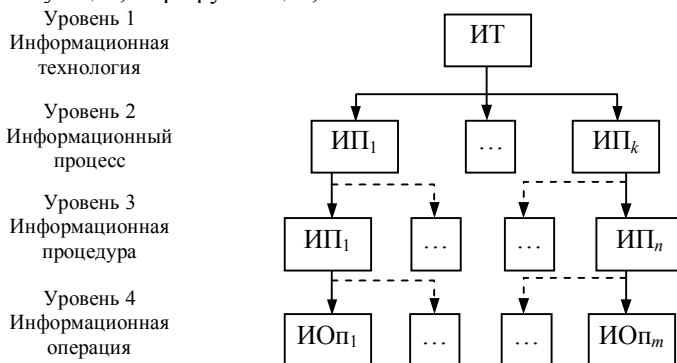 Уровень 1
Информационная
технология
ИТ
Уровень 2
Информационный
процесс
ИП₁
…
ИПₖ
Уровень 3
Информационная
процедура
ИП₁
…
…
ИПₙ
Уровень 4
Информационная
операция
ИОп₁
…
…
ИОпₘ